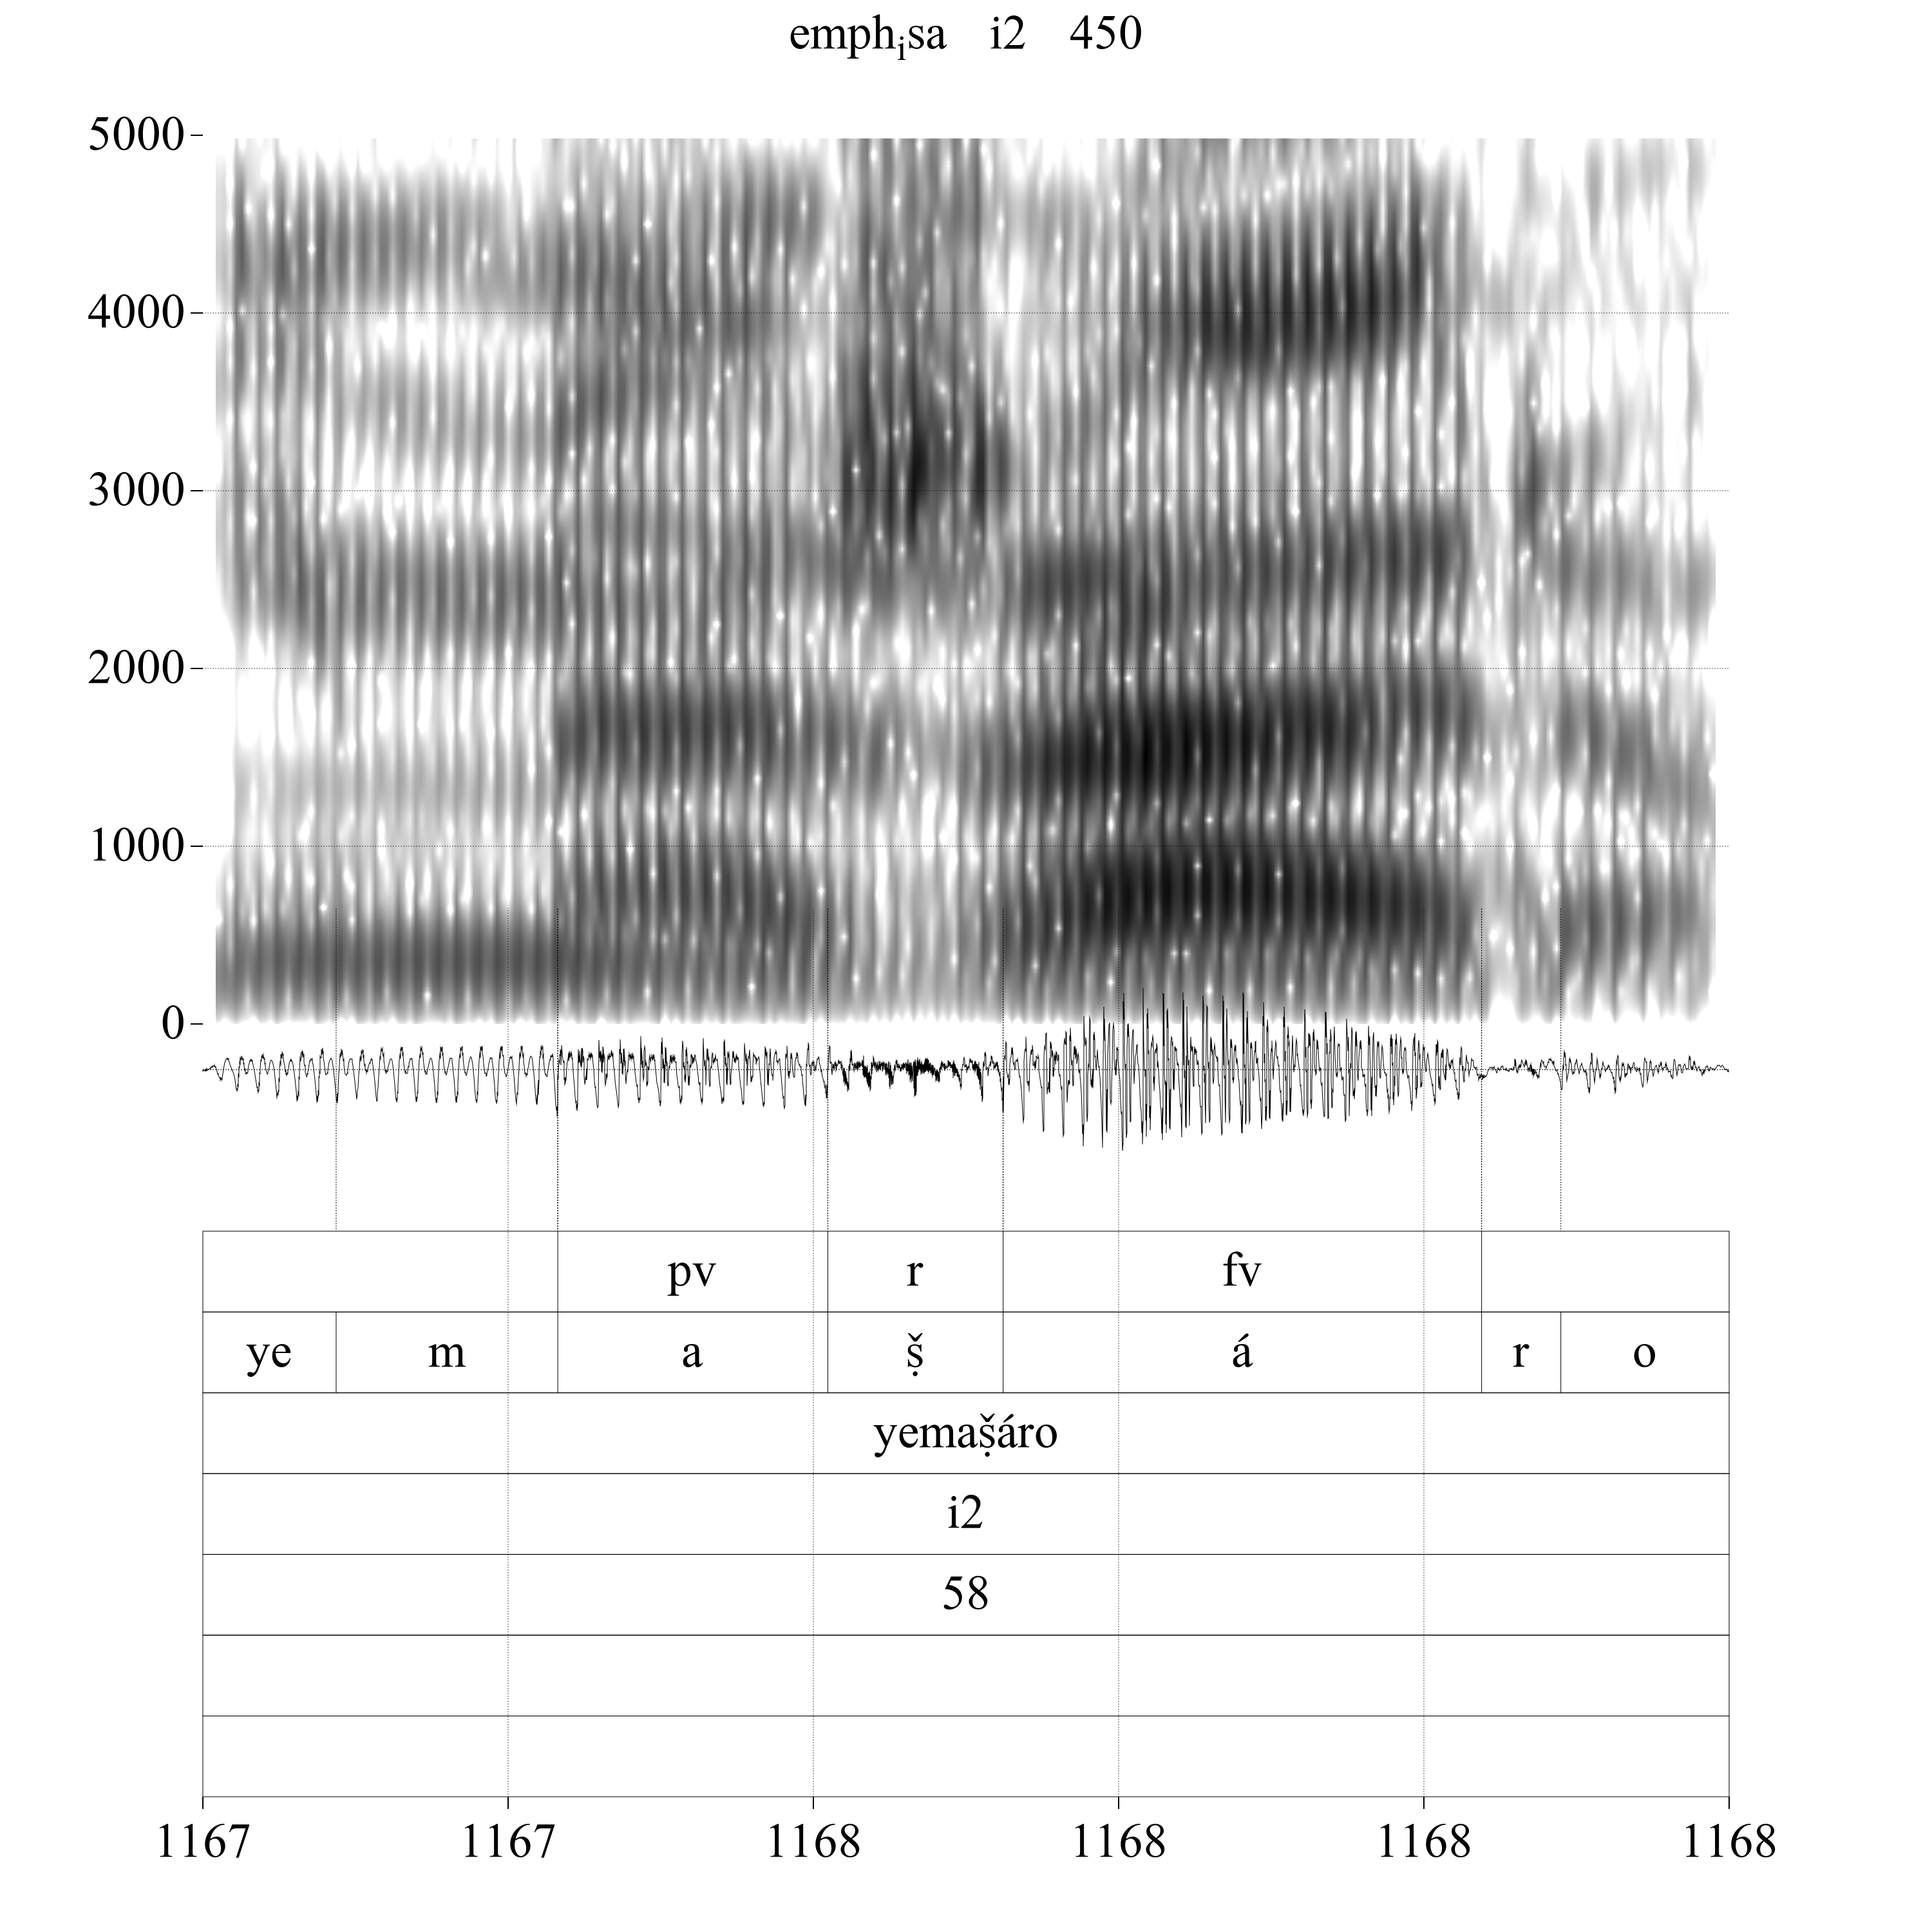 emphᵢsa i2 450
5000
4000
3000
2000
1000
0
pv r fv
ye m a ṣ̌ á r o
yemaṣ̌áro
i2
58
1167 1167 1168 1168 1168 1168